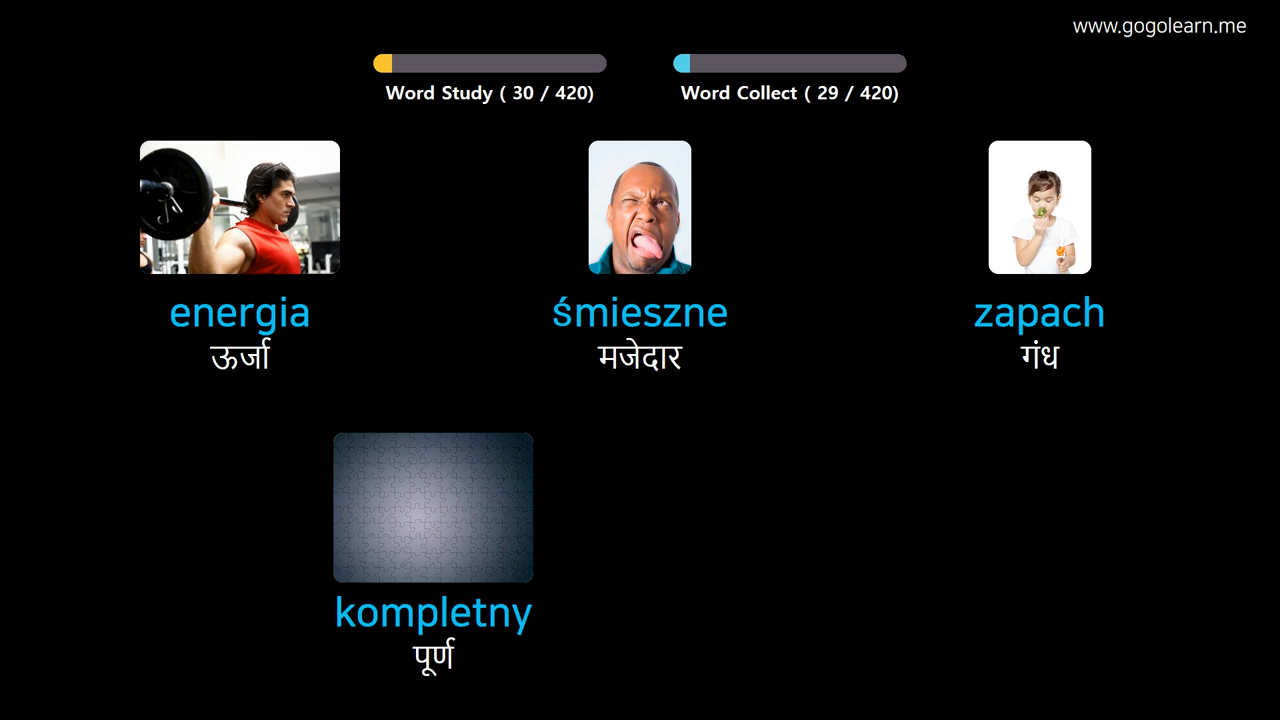 www.gogolearn.me
Word Study ( 30 / 420)
Word Collect ( 29 / 420)
energia
ऊर्जा
śmieszne
मजेदार
zapach
गंध
kompletny
पूर्ण